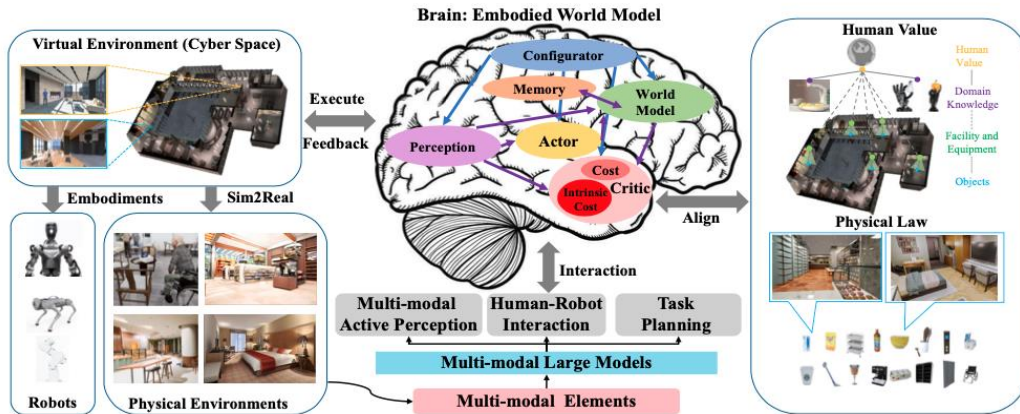 Brain: Embodied World Model
Virtual Environment (Cyber Space)
Execute
Feedback
Embodiments
Sim2Real
Robots
Physical Environments
Configurator
Memory
World
Model
Perception
Actor
Cost
Critic
Intrinsic
Cost
Align
Interaction
Multi-modal
Active Perception
Human-Robot
Interaction
Task
Planning
Multi-modal Large Models
Multi-modal Elements
Human Value
Human
Value
Domain
Knowledge
Facility and
Equipment
Objects
Physical Law